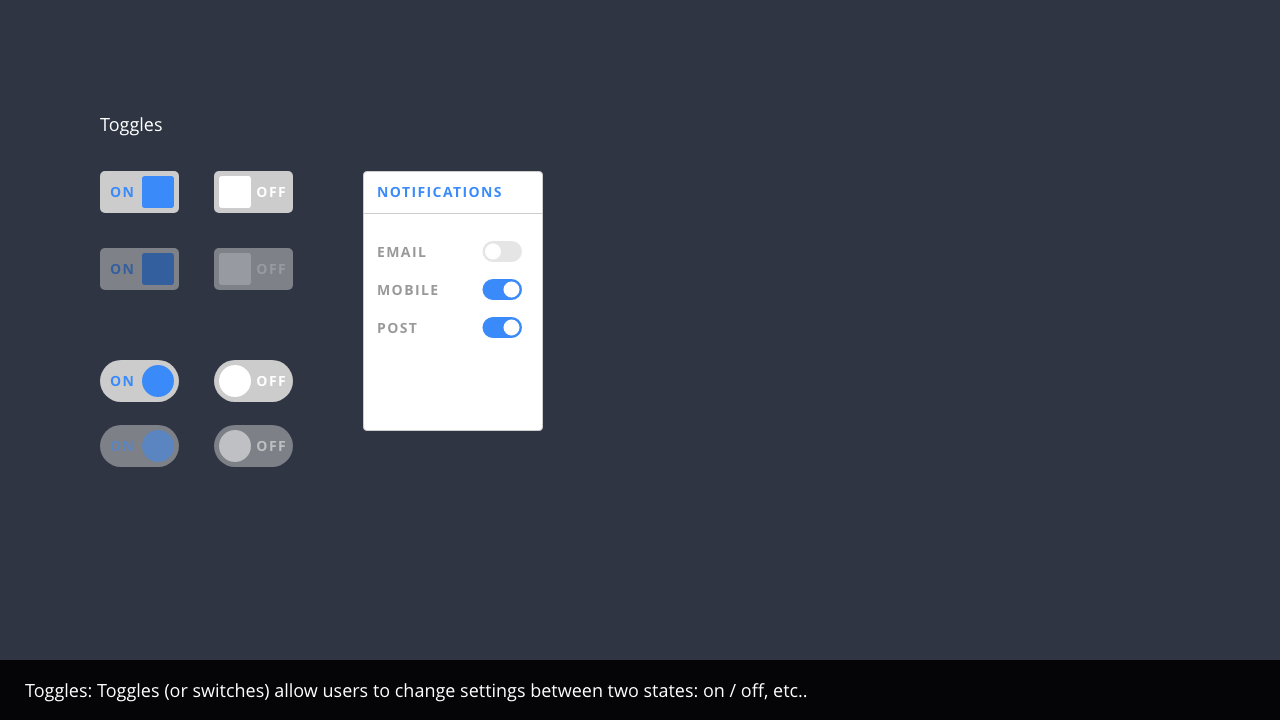 Toggles
ON OFF
NOTIFICATIONS
ON OFF
EMAIL
MOBILE
POST
ON OFF
ON OFF
Toggles: Toggles (or switches) allow users to change settings between two states: on / off, etc..